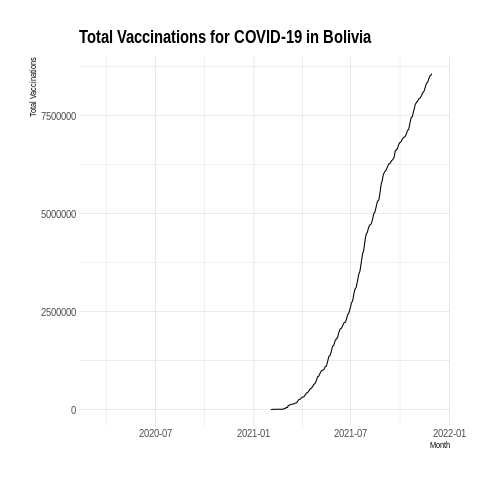 Total Vaccinations for COVID-19 in Bolivia
Total Vaccinations
7500000
5000000
2500000
0
2020-07 2021-01 2021-07 2022-01
Month